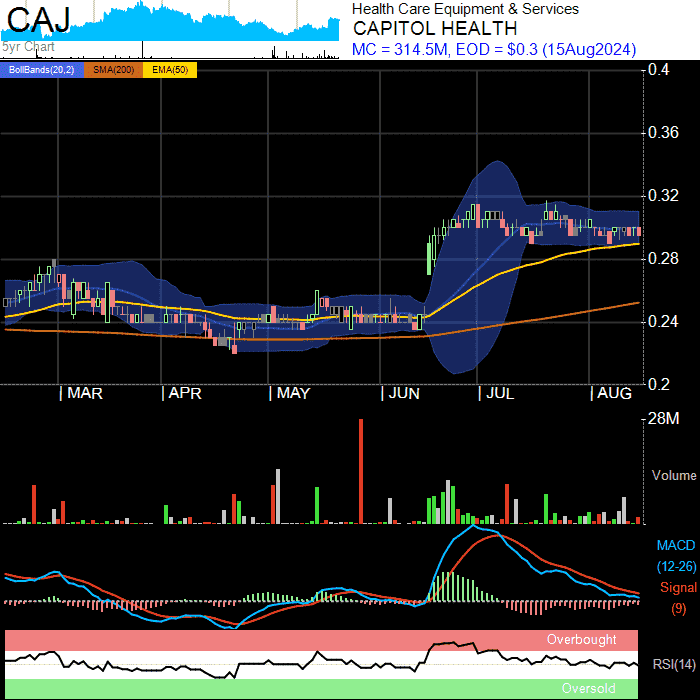 CAJ
Health Care Equipment & Services
CAPITOL HEALTH
5yr Chart
MC = 314.5M, EOD = $0.3 (15Aug2024)
BollBands(20,2) SMA(200) EMA(50)
0.4
0.36
0.32
0.28
0.24
0.2
MAR APR MAY JUN JUL AUG
28M
Volume
MACD
(12-26)
Signal
(9)
Overbought
RSI(14)
Oversold